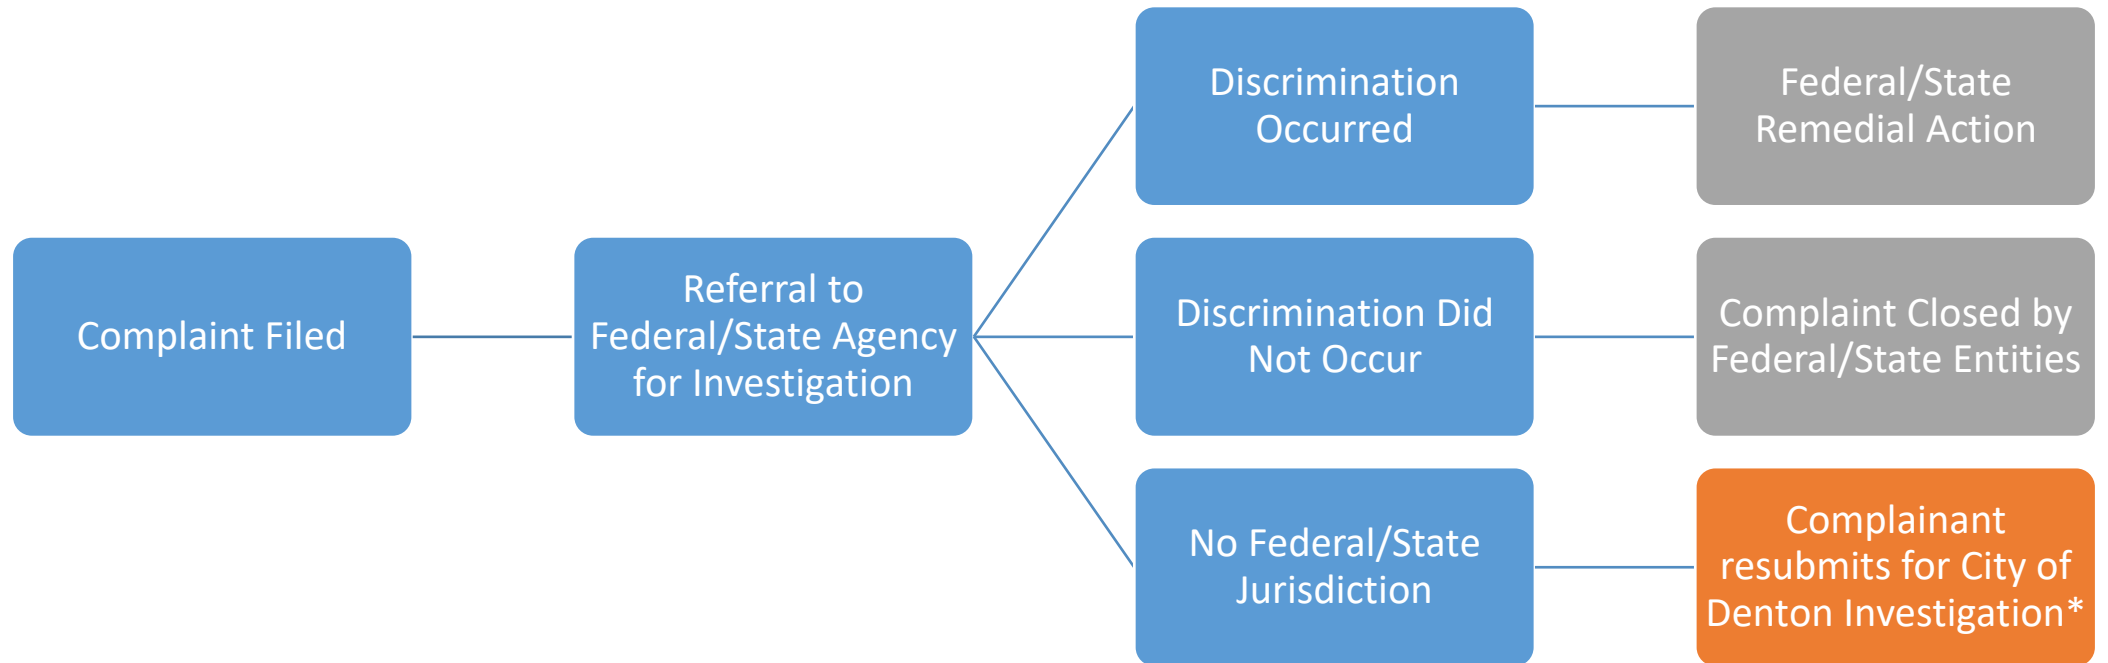 Complaint Filed
Referral to
Federal/State Agency
for Investigation
Discrimination
Occurred
Federal/State
Remedial Action
Discrimination Did
Not Occur
Complaint Closed by
Federal/State Entities
No Federal/State
Jurisdiction
Complainant
resubmits for City of
Denton Investigation*